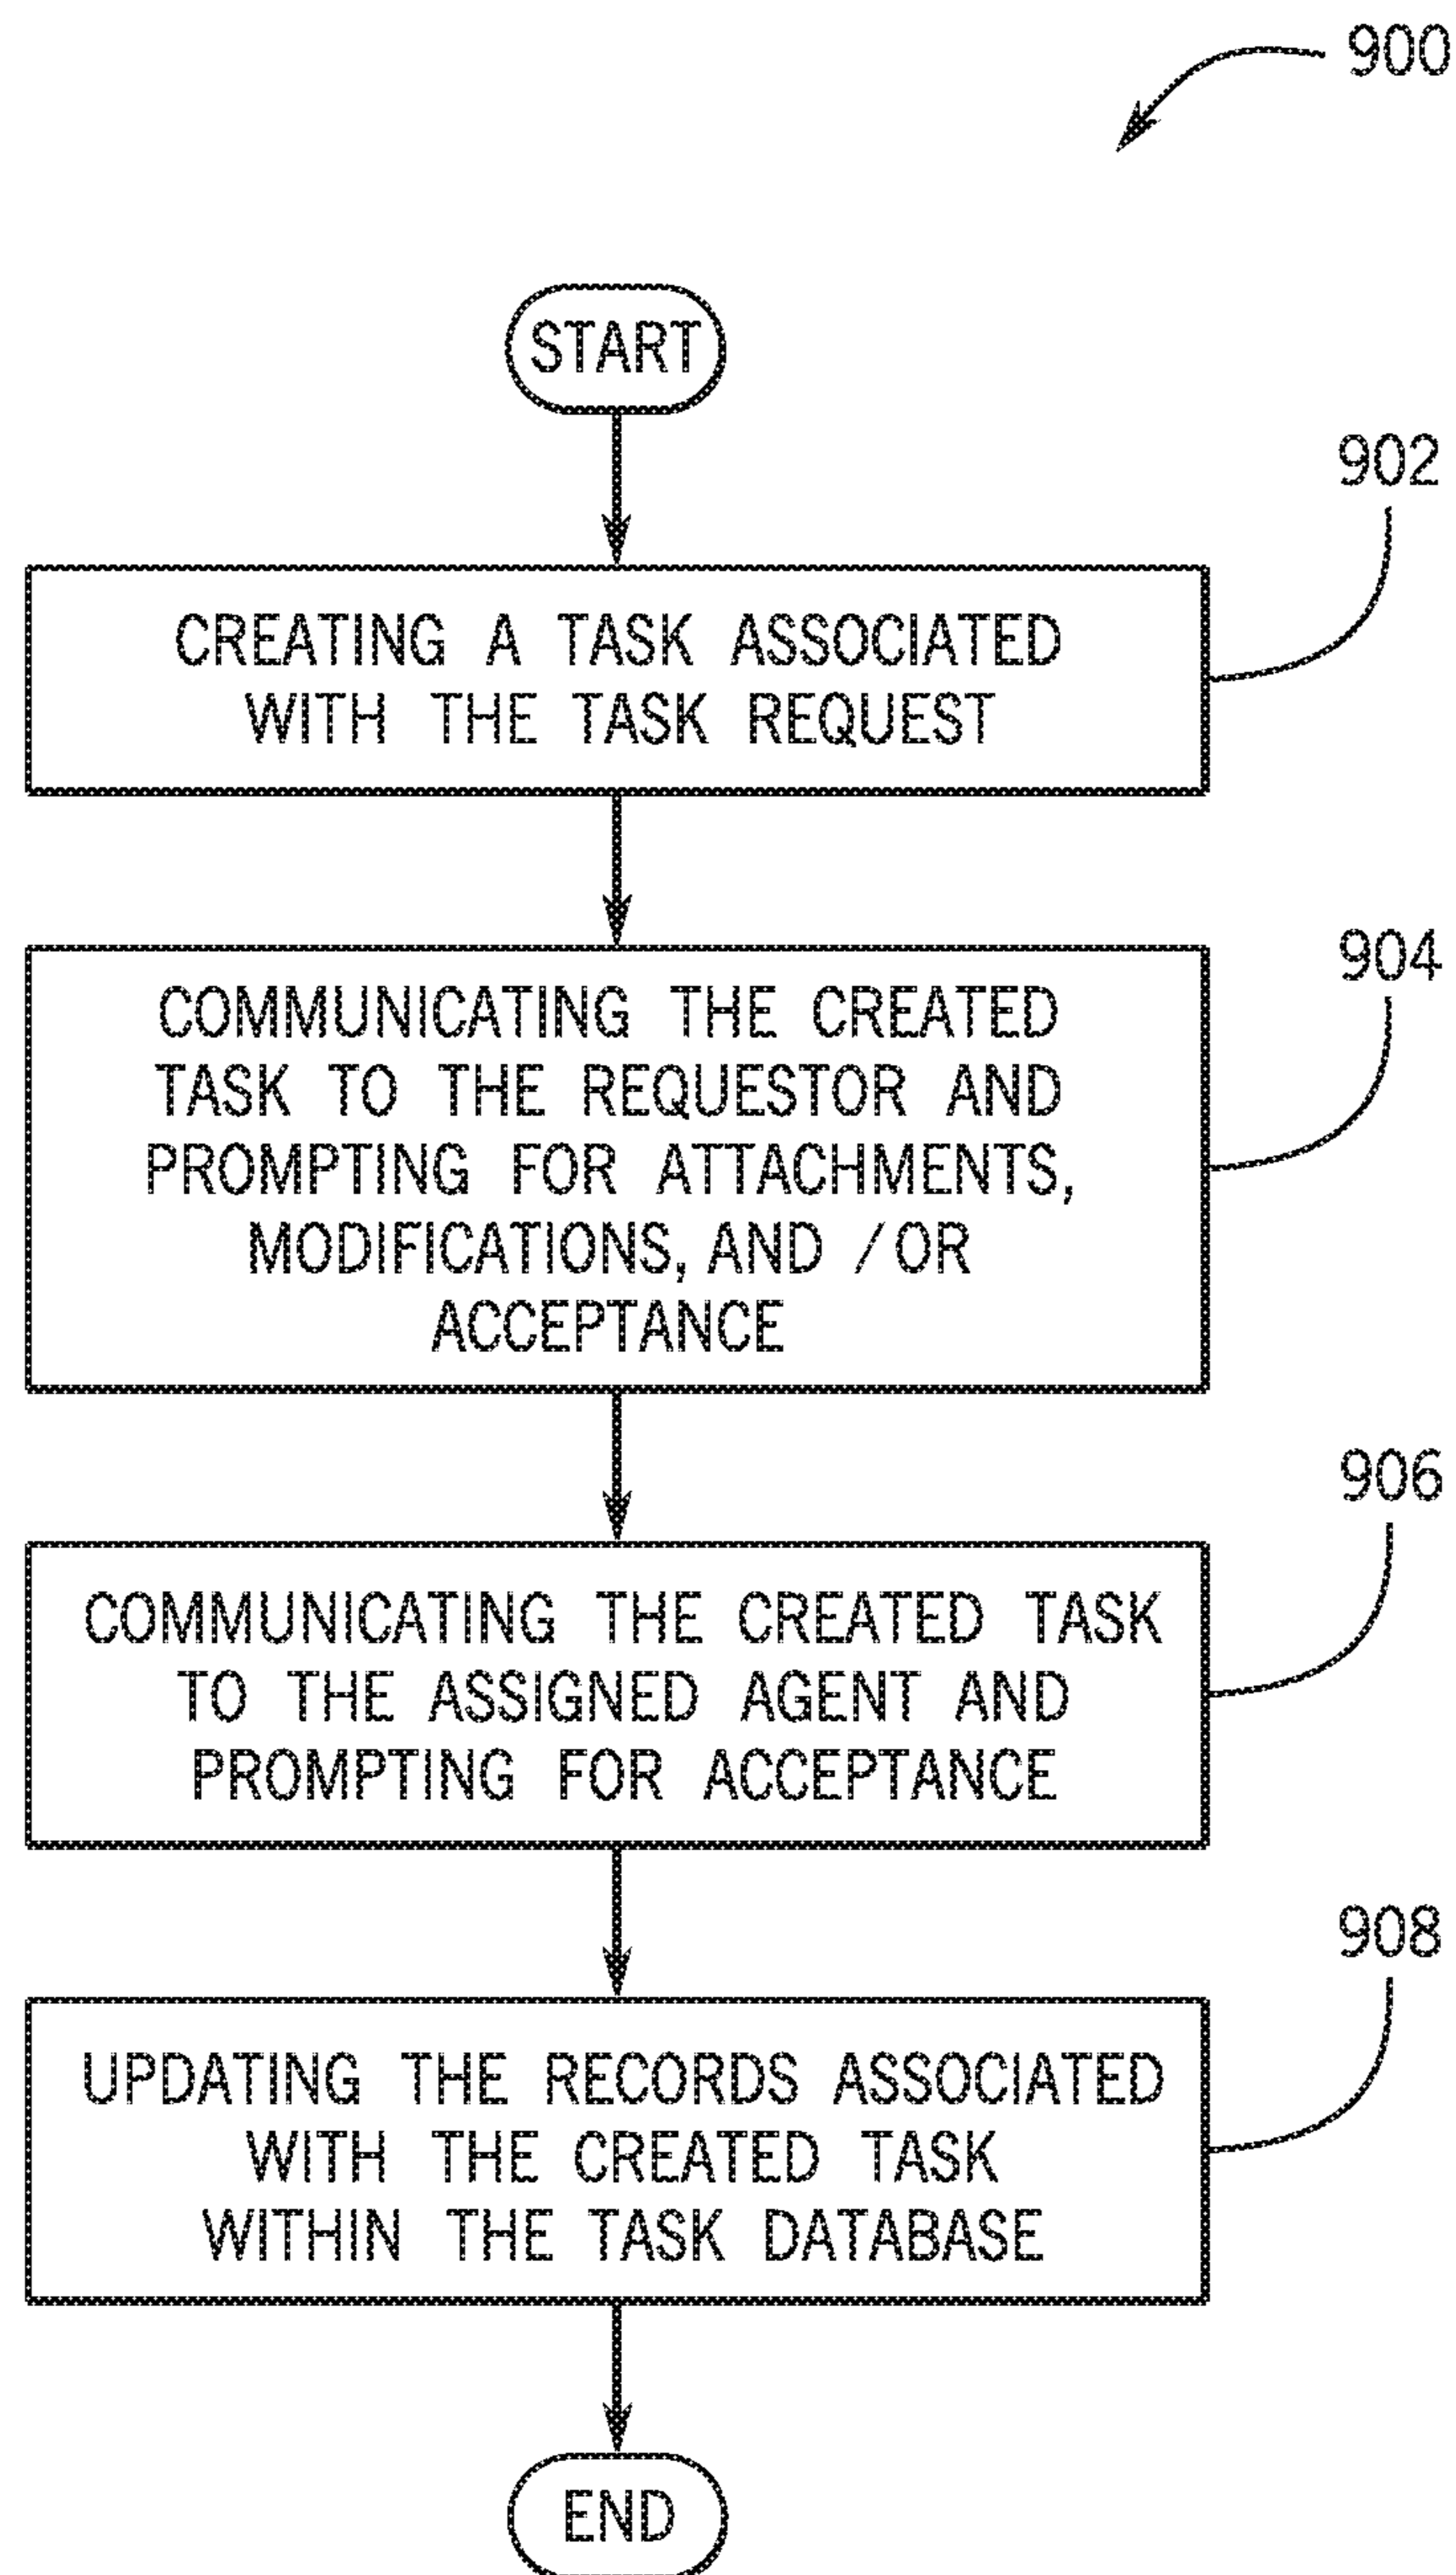 900
START
902
CREATING A TASK ASSOCIATED
WITH THE TASK REQUEST
904
COMMUNICATING THE CREATED
TASK TO THE REQUESTOR AND
PROMPTING FOR ATTACHMENTS,
MODIFICATIONS, AND /OR
ACCEPTANCE
906
COMMUNICATING THE CREATED TASK
TO THE ASSIGNED AGENT AND
PROMPTING FOR ACCEPTANCE
908
UPDATING THE RECORDS ASSOCIATED
WITH THE CREATED TASK
WITHIN THE TASK DATABASE
END